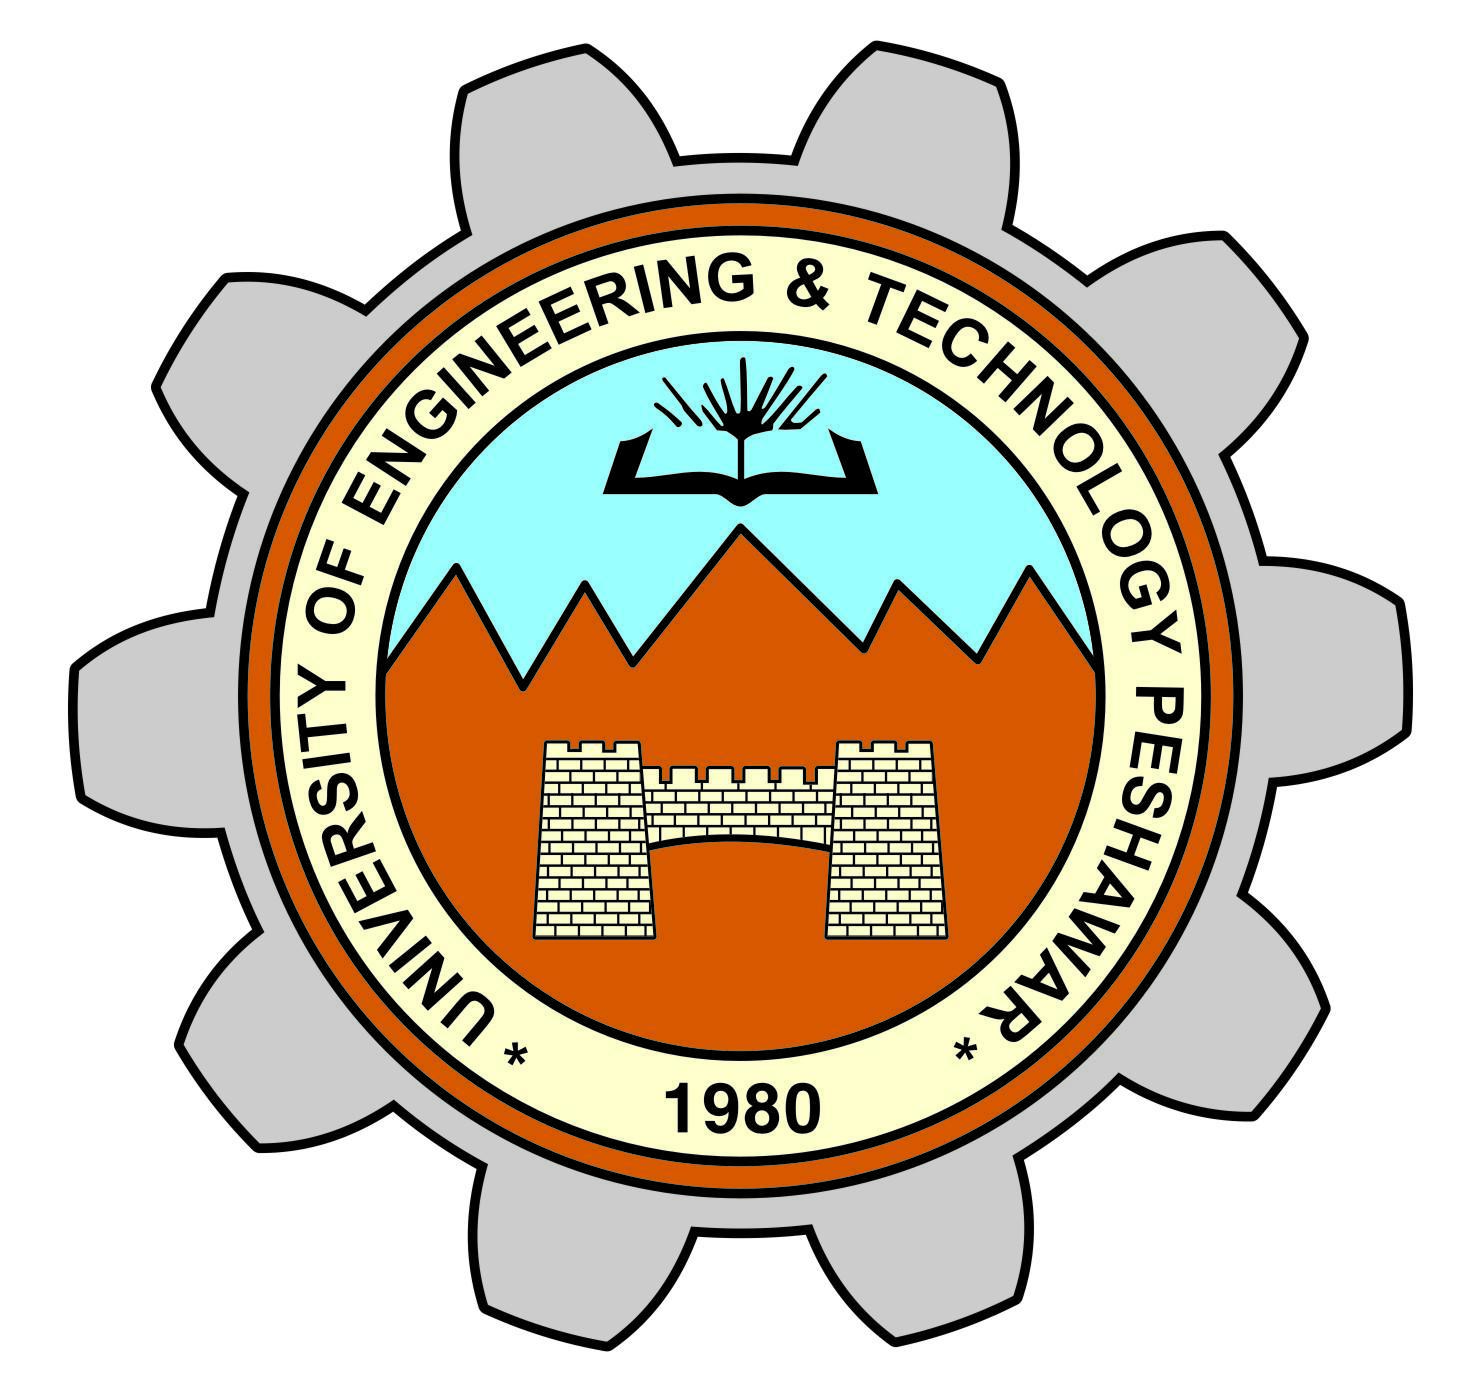 * UNIVERSITY OF ENGINEERING & TECHNOLOGY PESHAWAR *
1980